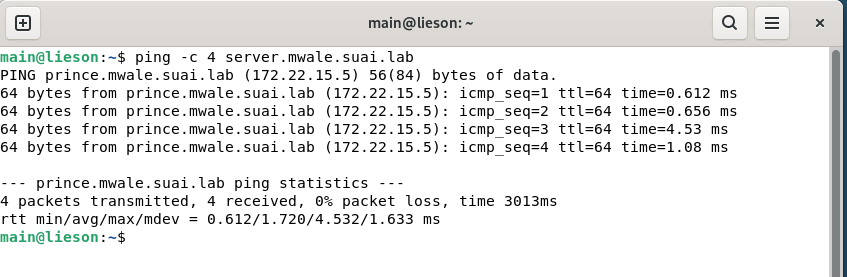 main@lieson: ~
main@lieson:~$ ping -c 4 server.mwale.suai.lab
PING prince.mwale.suai.lab (172.22.15.5) 56(84) bytes of data.
64 bytes from prince.mwale.suai.lab (172.22.15.5): icmp_seq=1 ttl=64 time=0.612 ms
64 bytes from prince.mwale.suai.lab (172.22.15.5): icmp_seq=2 ttl=64 time=0.656 ms
64 bytes from prince.mwale.suai.lab (172.22.15.5): icmp_seq=3 ttl=64 time=4.53 ms
64 bytes from prince.mwale.suai.lab (172.22.15.5): icmp_seq=4 ttl=64 time=1.08 ms

--- prince.mwale.suai.lab ping statistics ---
4 packets transmitted, 4 received, 0% packet loss, time 3013ms
rtt min/avg/max/mdev = 0.612/1.720/4.532/1.633 ms
main@lieson:~$